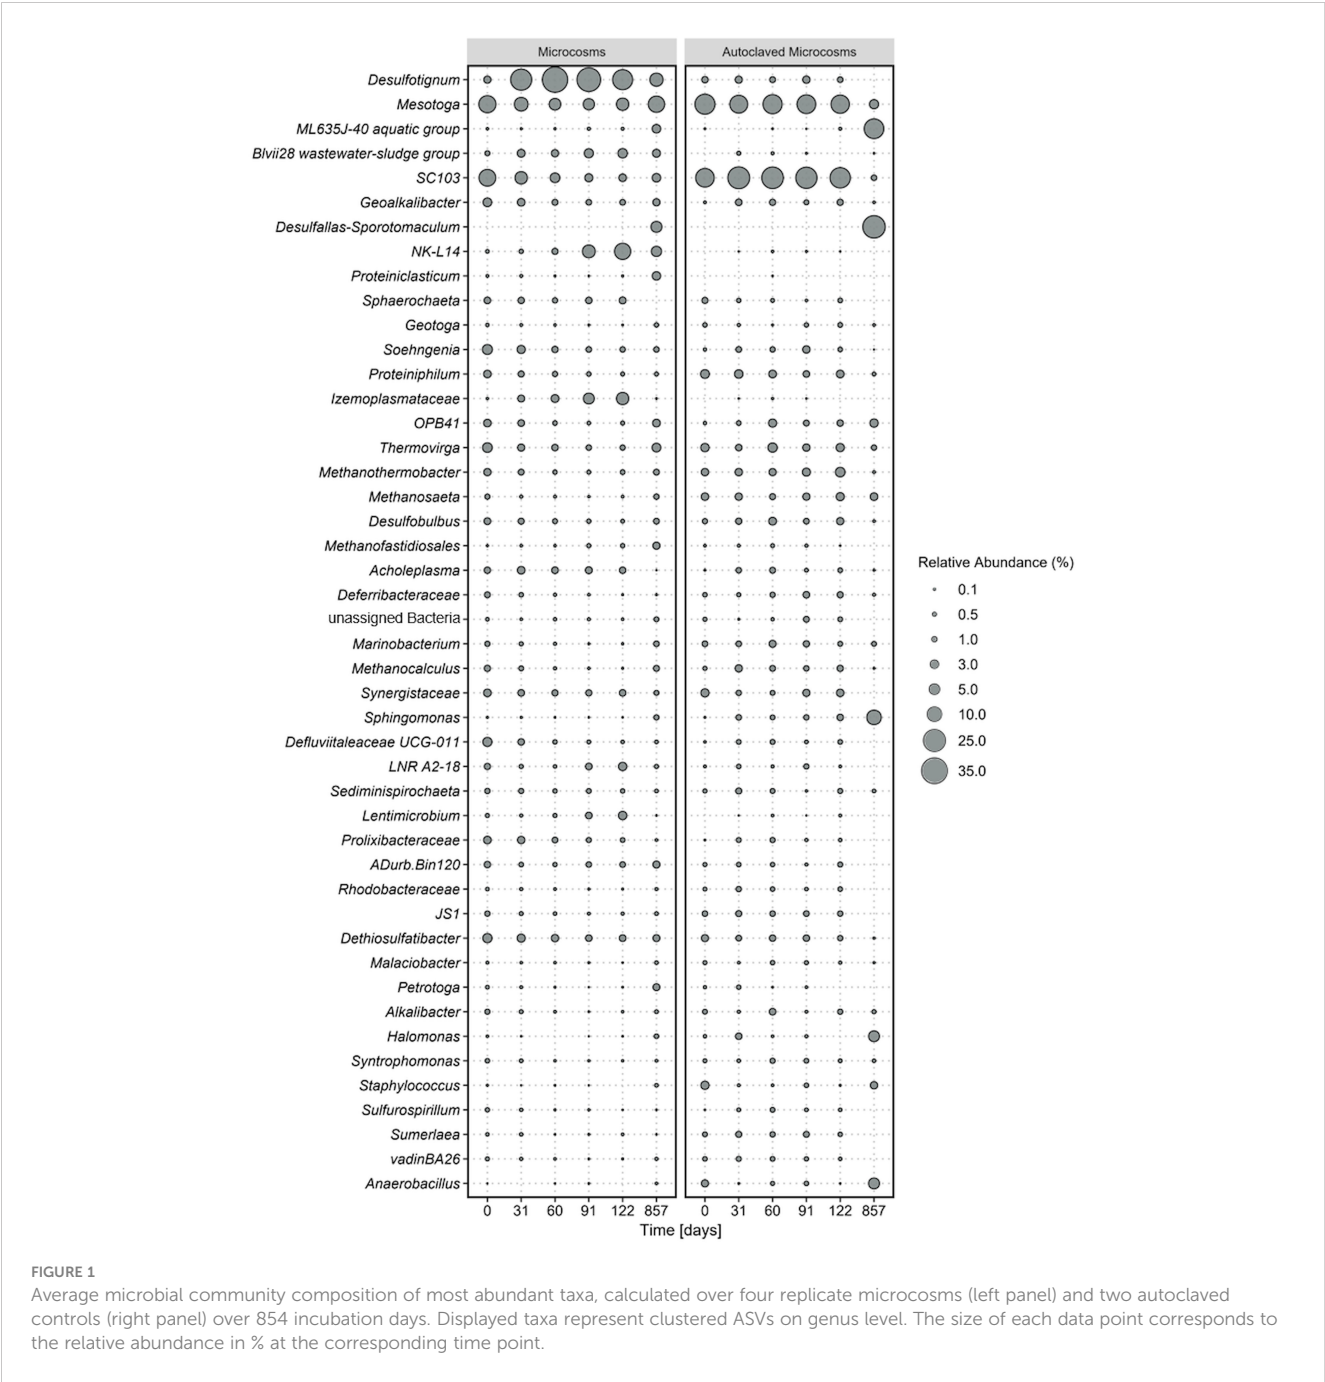 Microcosms
Autoclaved Microcosms
Desulfotignum
Mesotoga
ML635J-40 aquatic group
Blvii28 wastewater-sludge group
SC103
Geoalkalibacter
Desulfallas-Sporotomaculum
NK-L14
Proteiniclasticum
Sphaerochaeta
Geotoga
Soehngenia
Proteiniphilum
Izemoplasmataceae
OPB41
Thermovirga
Methanothermobacter
Methanosaeta
Desulfobulbus
Methanofastidiosales
Acholeplasma
Deferribacteraceae
unassigned Bacteria
Marinobacterium
Methanocalculus
Synergistaceae
Sphingomonas
Defluviitaleaceae UCG-011
LNR A2-18
Sediminispirochaeta
Lentimicrobium
Prolixibacteraceae
ADurb.Bin120
Rhodobacteraceae
JS1
Dethiosulfatibacter
Malaciobacter
Petrotoga
Alkalibacter
Halomonas
Syntrophomonas
Staphylococcus
Sulfurospirillum
Sumerlaea
vadinBA26
Anaerobacillus
0 31 60 91 122 857
0 31 60 91 122 857
Time [days]
Relative Abundance (%)
0.1
0.5
1.0
3.0
5.0
10.0
25.0
35.0
FIGURE 1
Average microbial community composition of most abundant taxa, calculated over four replicate microcosms (left panel) and two autoclaved
controls (right panel) over 854 incubation days. Displayed taxa represent clustered ASVs on genus level. The size of each data point corresponds to
the relative abundance in % at the corresponding time point.